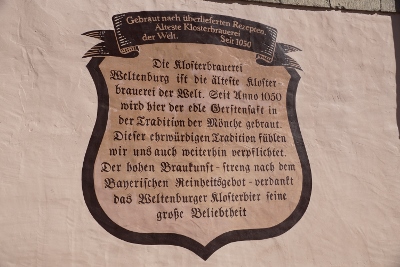 Gebraut nach überlieferten Rezepten.
Älteste Klosterbrauerei
der Welt. Seit 1050
Die Klosterbrauerei
Weltenburg ist die älteste Kloster-
brauerei der Welt. Seit Anno 1050
wird hier der edle Gerstensaft in
der Tradition der Mönche gebraut.
Dieser ehrwürdigen Tradition fühlen
wir uns auch weiterhin verpflichtet.
Der hohen Braukunst - streng nach dem
Bayerischen Reinheitsgebot - verdankt
das Weltenburger Klosterbier seine
große Beliebtheit